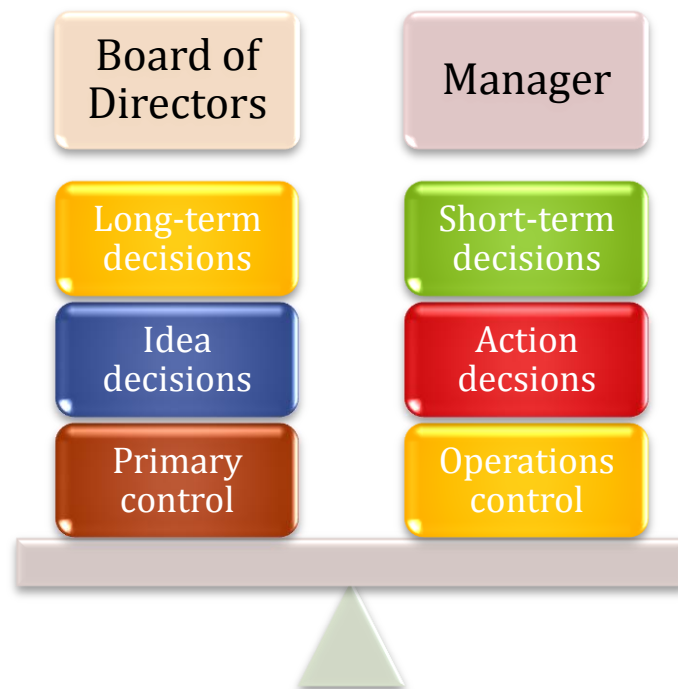 Board of
Directors
Manager
Long-term
decisions
Short-term
decisions
Idea
decisions
Action
decsions
Primary
control
Operations
control